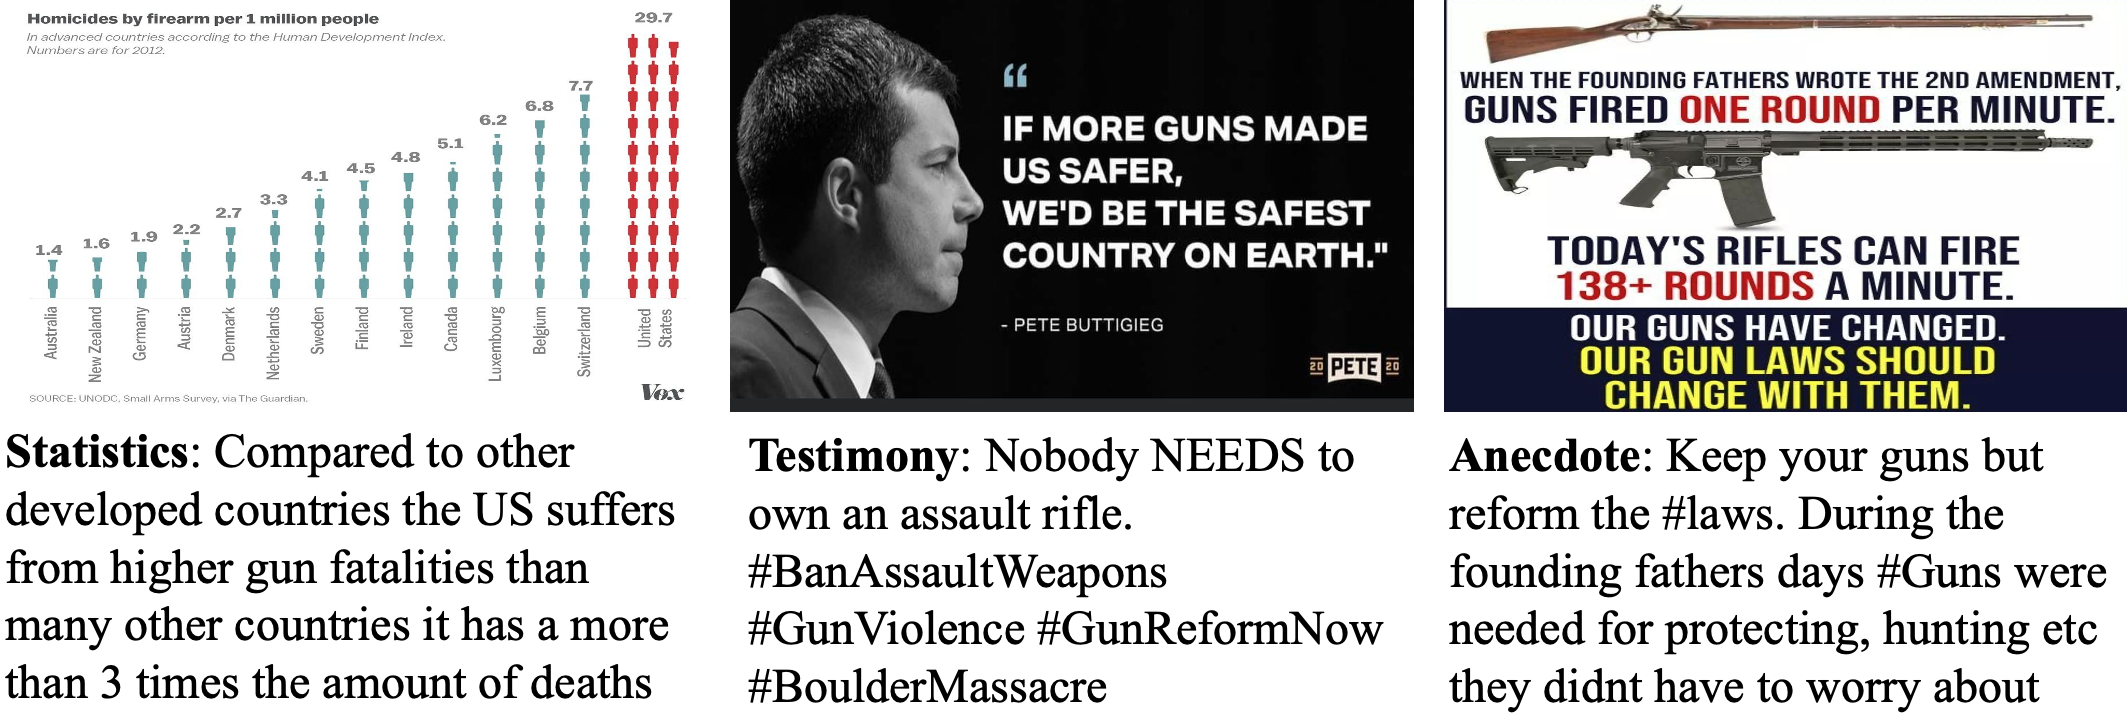 Homicides by firearm per 1 million people
In advanced countries according to the Human Development Index.
Numbers are for 2012.
29.7
7.7
6.8
6.2
5.1
4.8
4.5
4.1
3.3
2.7
2.2
1.9
1.6
1.4
Australia
New Zealand
Germany
Austria
Denmark
Netherlands
Sweden
Finland
Ireland
Canada
Luxembourg
Belgium
Switzerland
United
States
SOURCE: UNODC, Small Arms Survey, via The Guardian.
Vox
Statistics: Compared to other
developed countries the US suffers
from higher gun fatalities than
many other countries it has a more
than 3 times the amount of deaths
“
IF MORE GUNS MADE
US SAFER,
WE'D BE THE SAFEST
COUNTRY ON EARTH."
- PETE BUTTIGIEG
20 PETE 20
Testimony: Nobody NEEDS to
own an assault rifle.
#BanAssaultWeapons
#GunViolence #GunReformNow
#BoulderMassacre
WHEN THE FOUNDING FATHERS WROTE THE 2ND AMENDMENT,
GUNS FIRED ONE ROUND PER MINUTE.
TODAY'S RIFLES CAN FIRE
138+ ROUNDS A MINUTE.
OUR GUNS HAVE CHANGED.
OUR GUN LAWS SHOULD
CHANGE WITH THEM.
Anecdote: Keep your guns but
reform the #laws. During the
founding fathers days #Guns were
needed for protecting, hunting etc
they didnt have to worry about